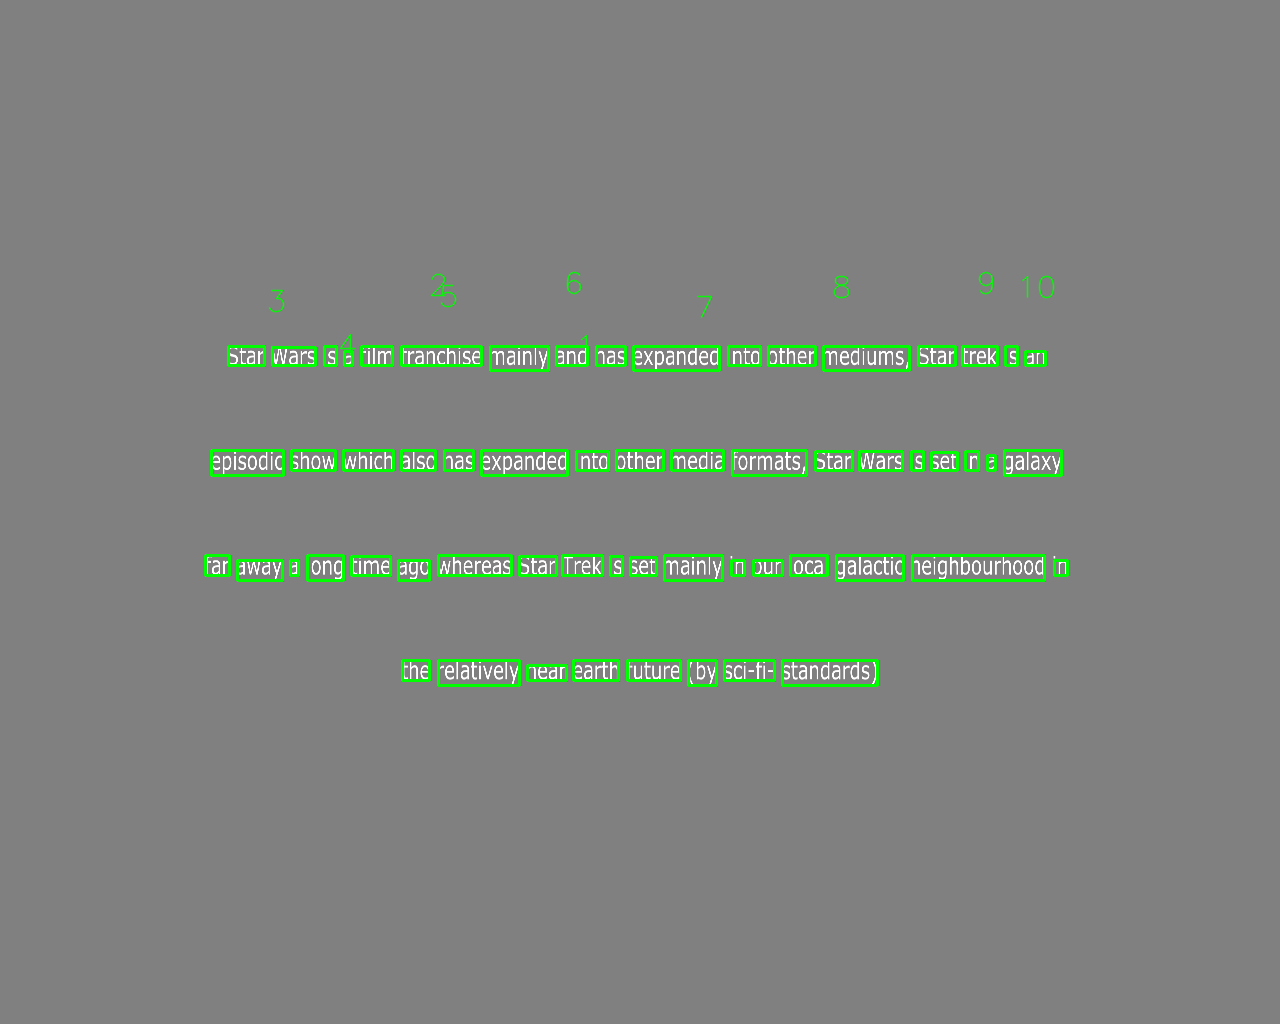 3 2 5 6 7 8 9 10
4 1
Star Wars is a film franchise mainly and has expanded into other mediums, Star trek is an
episodic show which also has expanded into other media formats, Star Wars is set in a galaxy
far away a long time ago whereas Star Trek is set mainly in our local galactic neighbourhood in
the relatively near earth future (by sci-fi- standards)